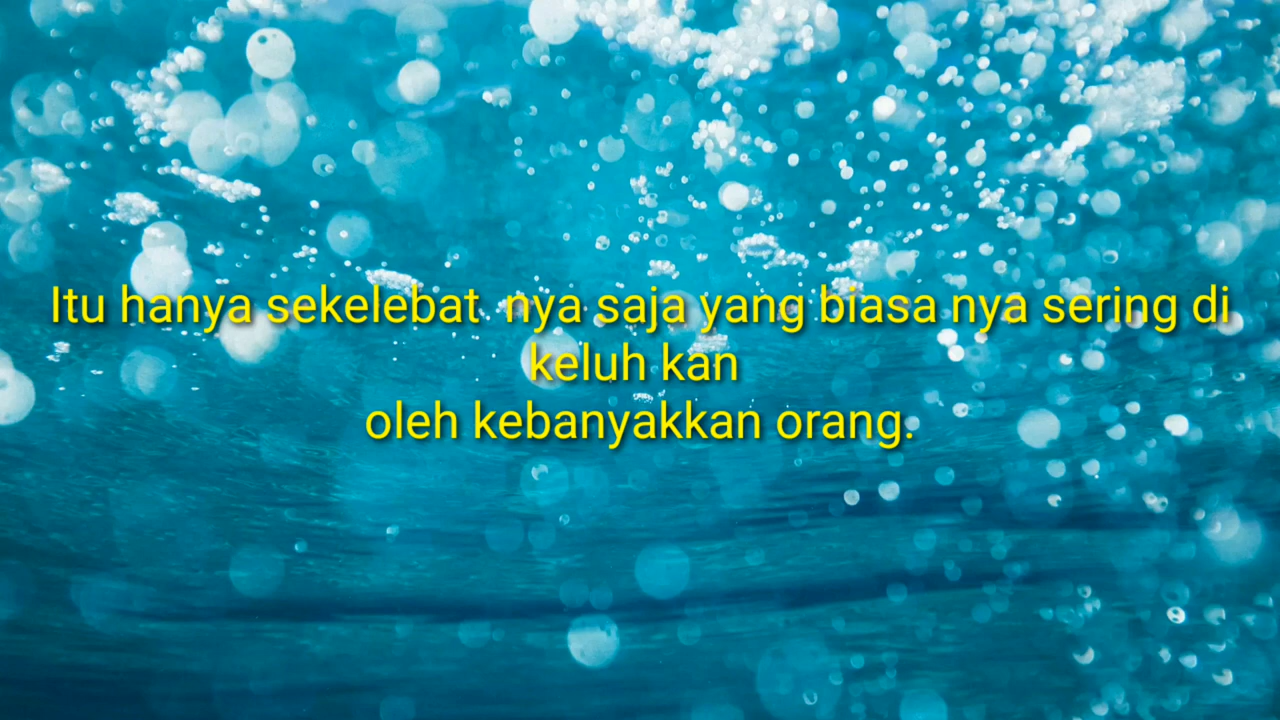 Itu hanya sekelebat  nya saja yang biasa nya sering di
keluh kan
oleh kebanyakkan orang.